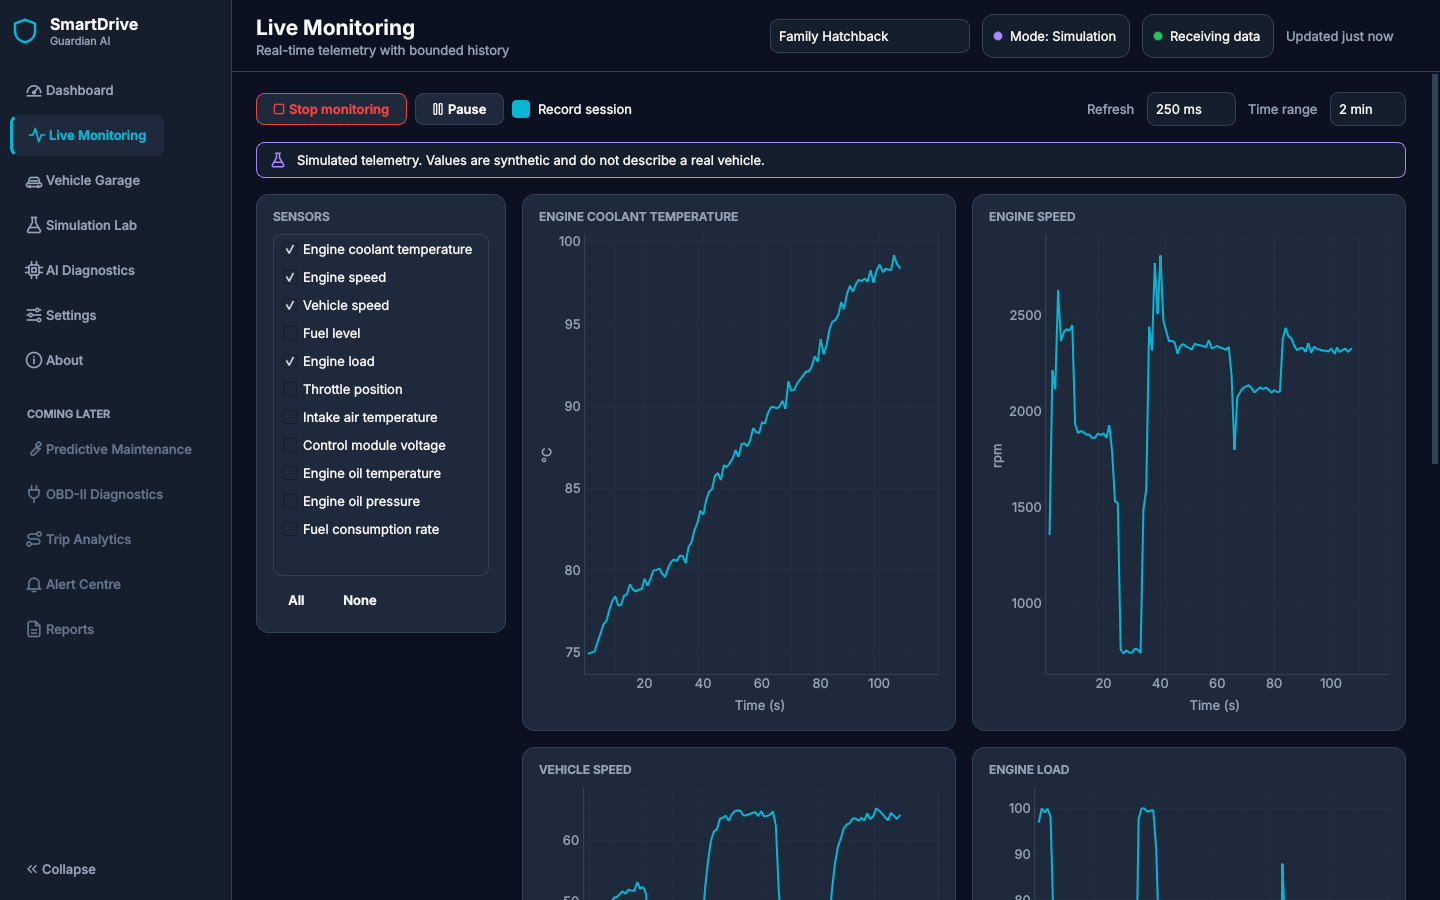 SmartDrive
Guardian AI
Dashboard
Live Monitoring
Vehicle Garage
Simulation Lab
AI Diagnostics
Settings
About
COMING LATER
Predictive Maintenance
OBD-II Diagnostics
Trip Analytics
Alert Centre
Reports
Collapse
Live Monitoring
Real-time telemetry with bounded history
Family Hatchback
Mode: Simulation
Receiving data
Updated just now
Stop monitoring
Pause
Record session
Refresh
250 ms
Time range
2 min
Simulated telemetry. Values are synthetic and do not describe a real vehicle.
SENSORS
Engine coolant temperature
Engine speed
Vehicle speed
Fuel level
Engine load
Throttle position
Intake air temperature
Control module voltage
Engine oil temperature
Engine oil pressure
Fuel consumption rate
All
None
ENGINE COOLANT TEMPERATURE
100
95
90
85
80
75
°C
20 40 60 80 100
Time (s)
ENGINE SPEED
2500
2000
1500
1000
rpm
20 40 60 80 100
Time (s)
VEHICLE SPEED
60
50
ENGINE LOAD
100
90
80